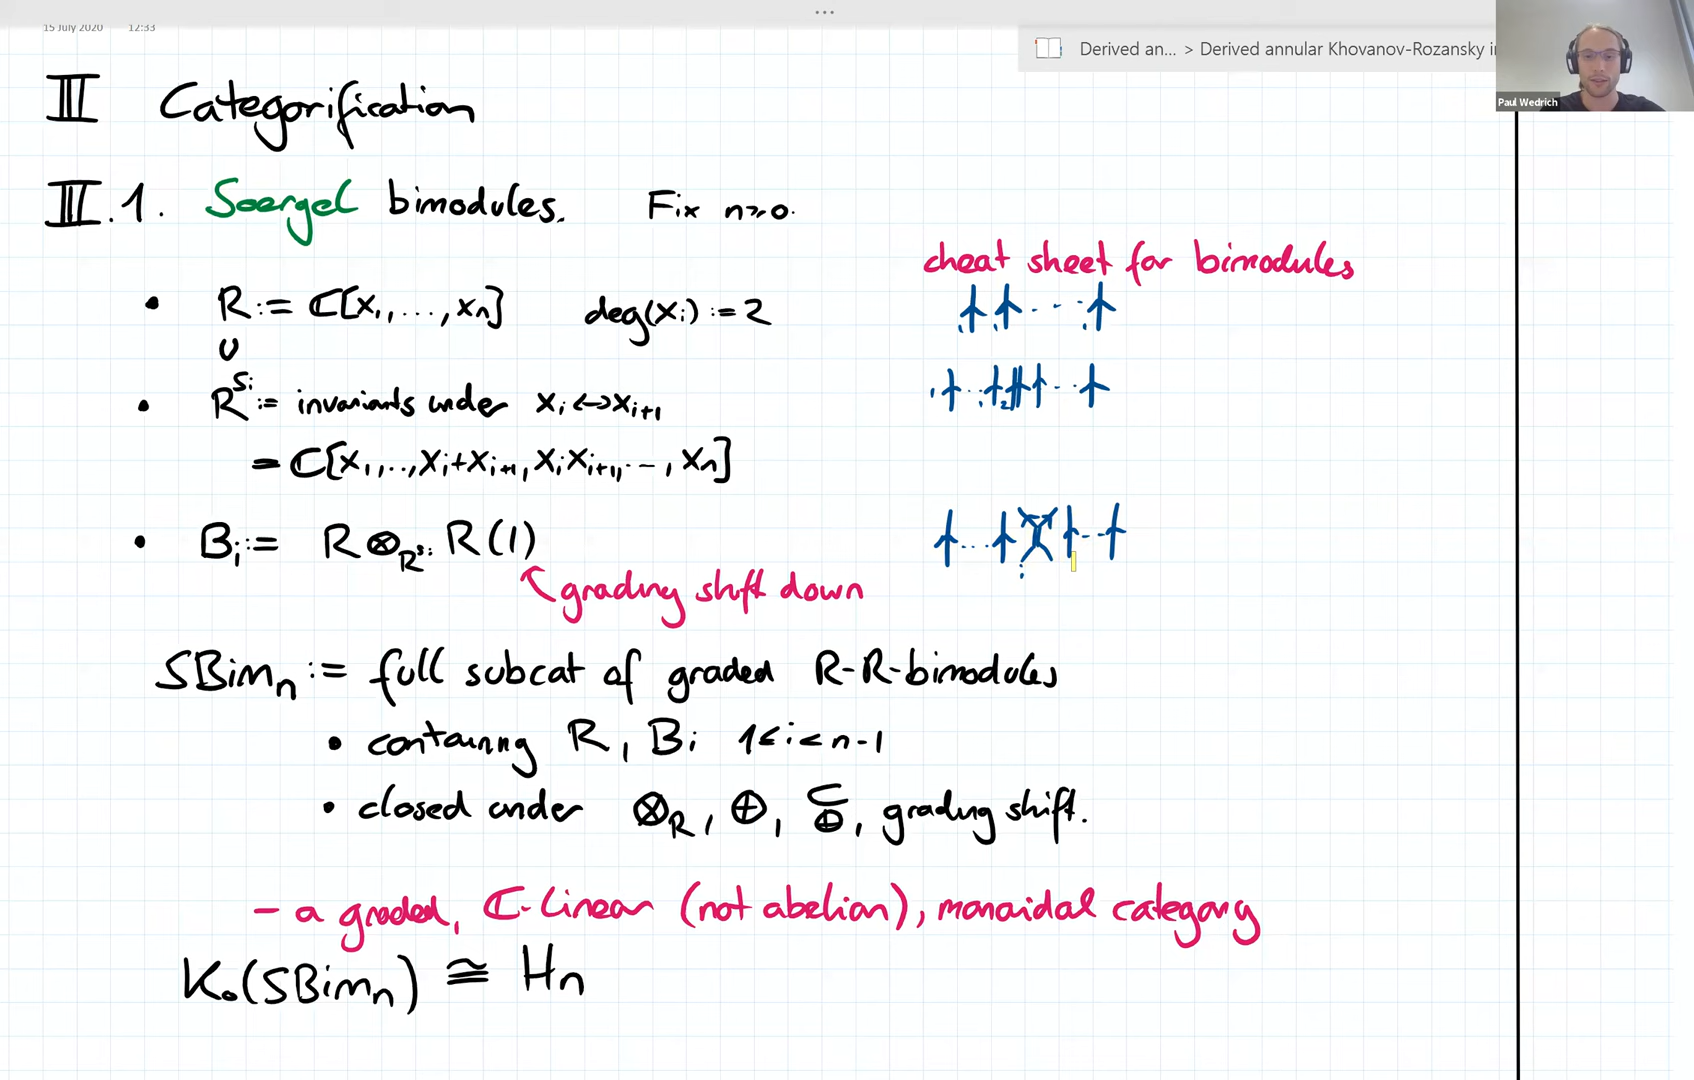 15 July 2020 12:33
Derived an... > Derived annular Khovanov-Rozansky in
Paul Wedrich
III Categorification
III.1. Soergel bimodules. Fix n≥0.
cheat sheet for bimodules
• R := ℂ[x₁,...,xₙ] deg(xᵢ) := 2
∪
• R^{sᵢ} := invariants under xᵢ ↔ xᵢ₊₁
= ℂ[x₁,..,xᵢ+xᵢ₊₁, xᵢxᵢ₊₁,..., xₙ]
• Bᵢ := R ⊗_{R^{sᵢ}} R(1)
grading shift down
SBimₙ := full subcat of graded R-R-bimodules
• containing R, Bᵢ 1≤i≤n-1
• closed under ⊗_R, ⊕, ⊂⊕, grading shift.
- a graded, ℂ-linear (not abelian), monoidal category
K₀(SBimₙ) ≅ Hₙ